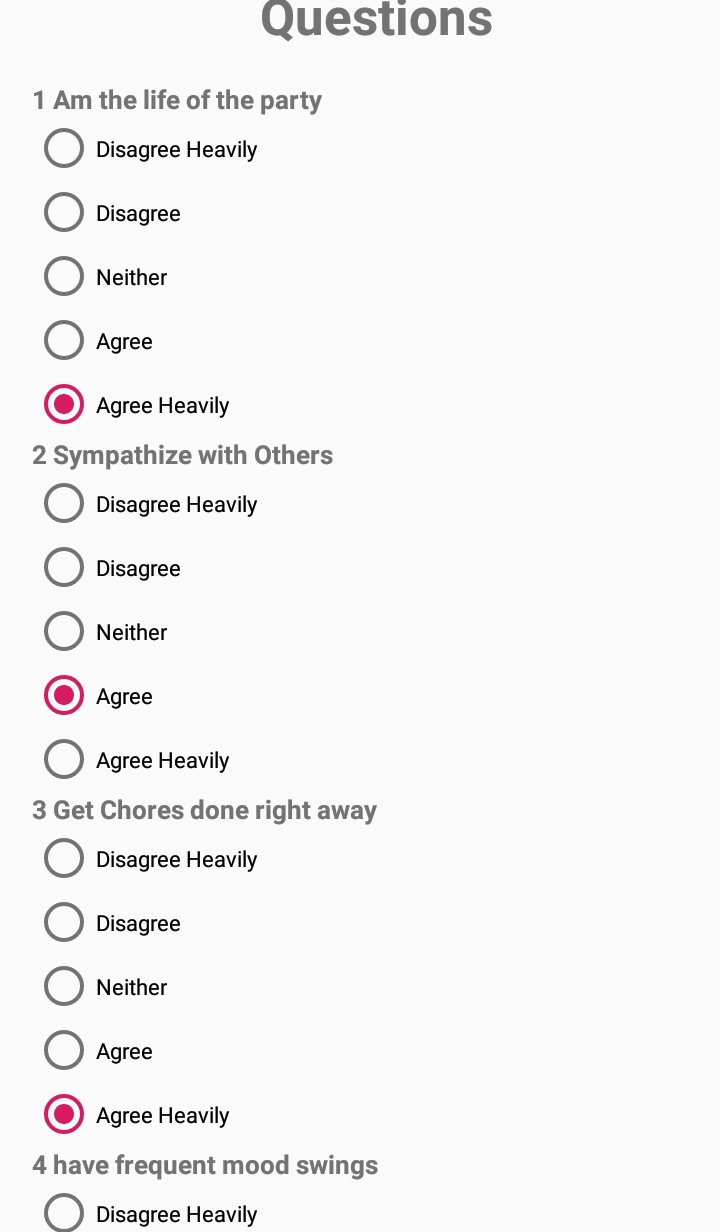 Questions
1 Am the life of the party
Disagree Heavily
Disagree
Neither
Agree
Agree Heavily
2 Sympathize with Others
Disagree Heavily
Disagree
Neither
Agree
Agree Heavily
3 Get Chores done right away
Disagree Heavily
Disagree
Neither
Agree
Agree Heavily
4 have frequent mood swings
Disagree Heavily